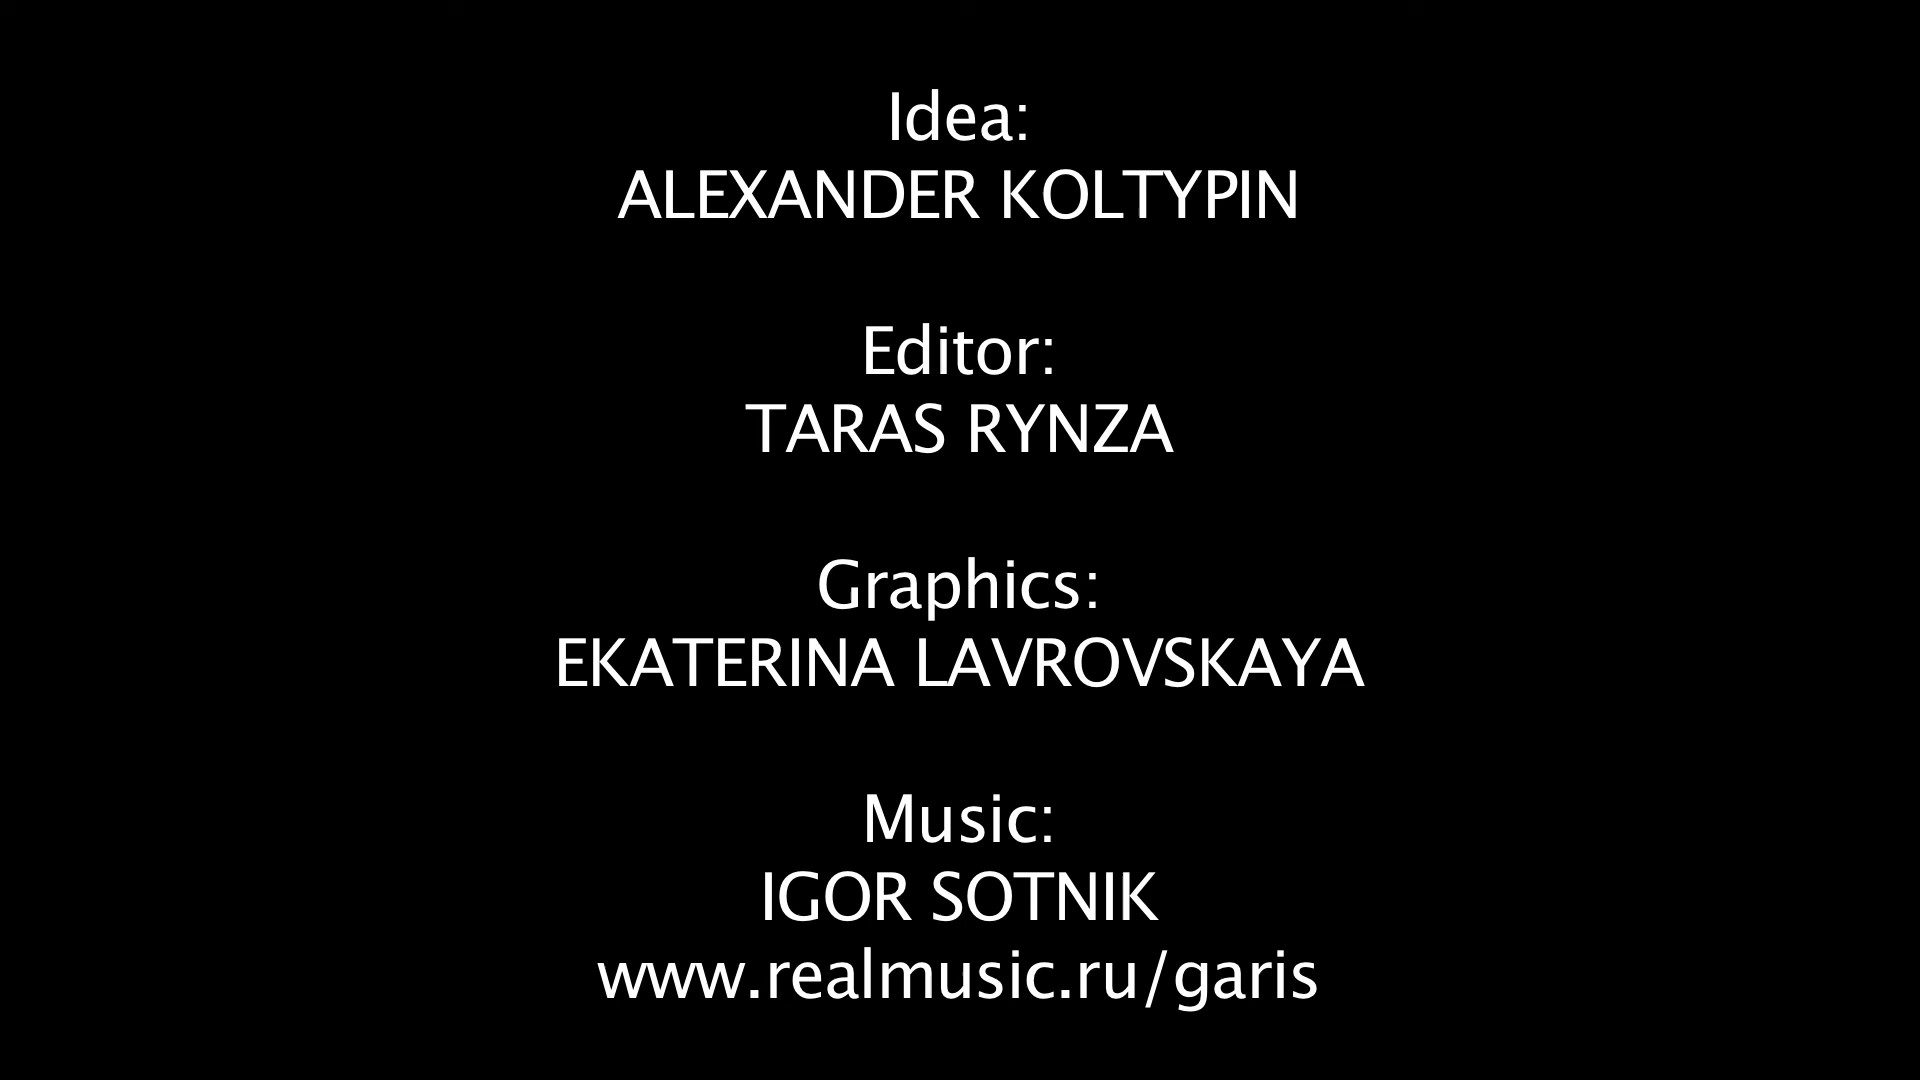 Idea:
ALEXANDER KOLTYPIN
Editor:
TARAS RYNZA
Graphics:
EKATERINA LAVROVSKAYA
Music:
IGOR SOTNIK
www.realmusic.ru/garis